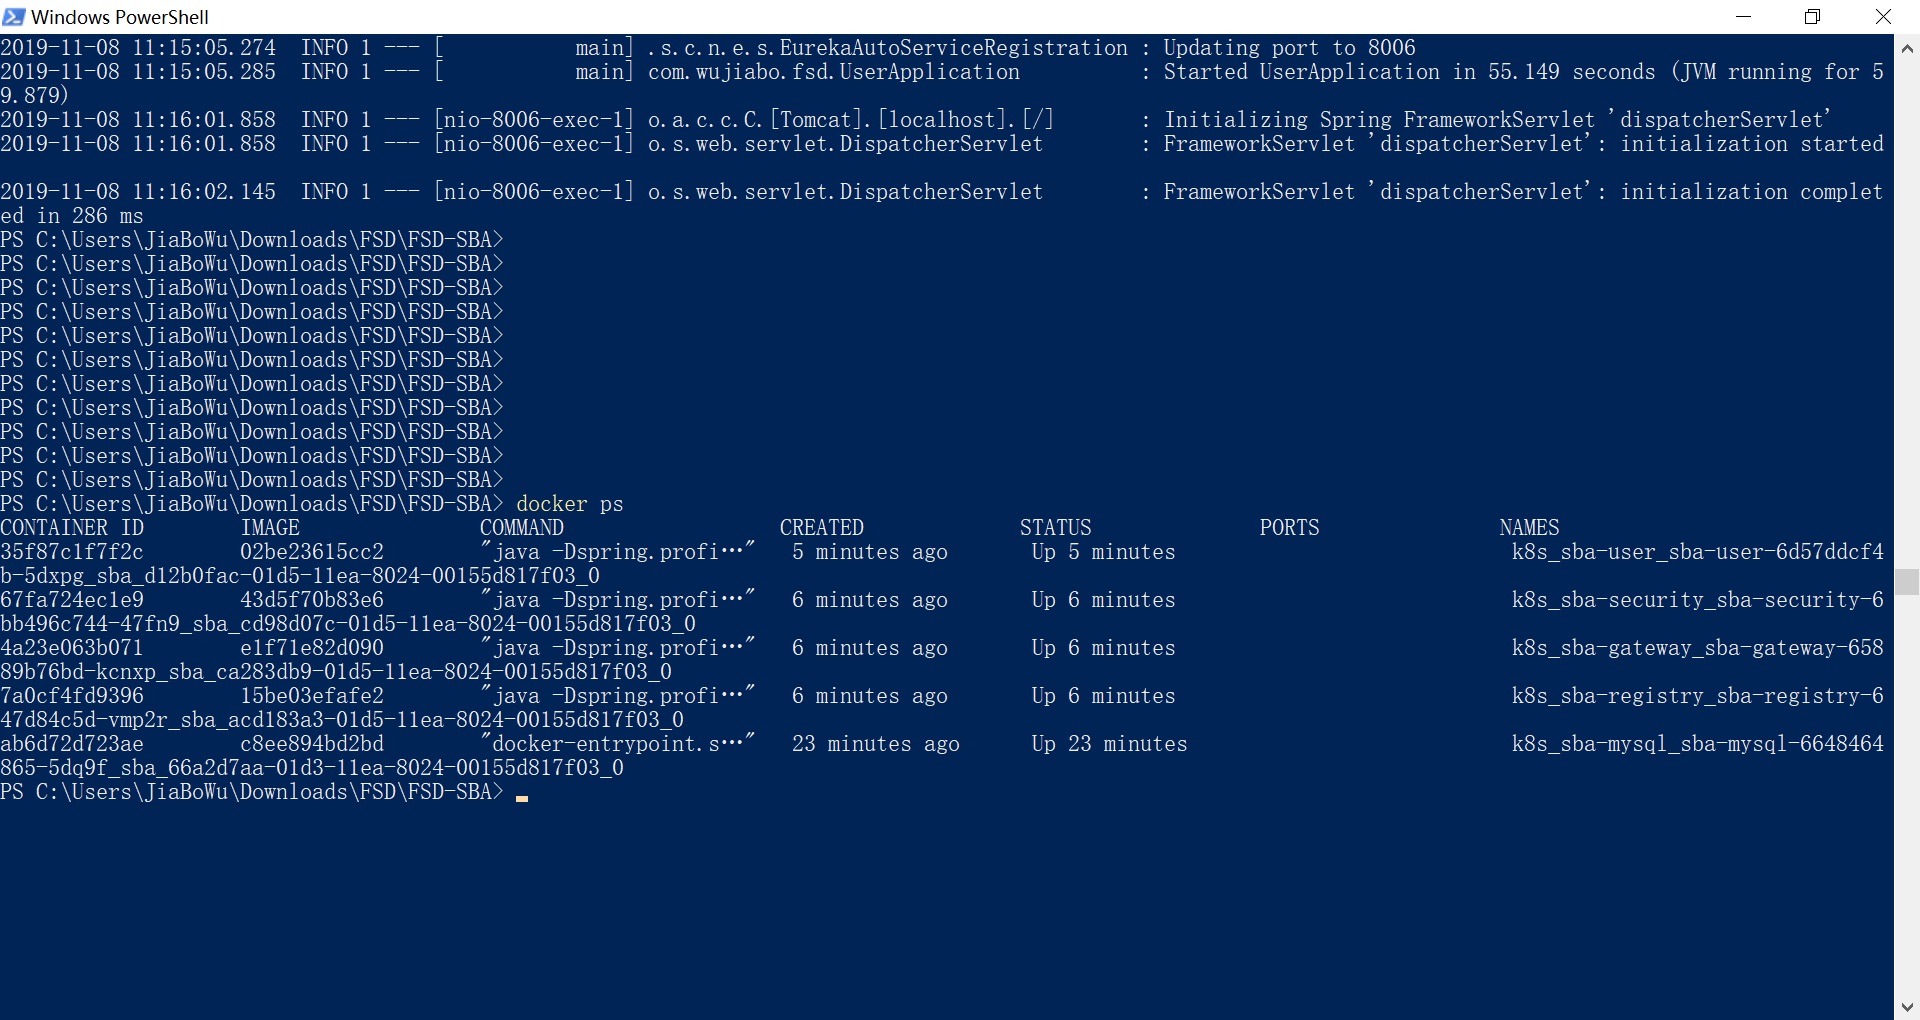 Windows PowerShell
2019-11-08 11:15:05.274  INFO 1 --- [           main] .s.c.n.e.s.EurekaAutoServiceRegistration : Updating port to 8006
2019-11-08 11:15:05.285  INFO 1 --- [           main] com.wujiabo.fsd.UserApplication          : Started UserApplication in 55.149 seconds (JVM running for 5
9.879)
2019-11-08 11:16:01.858  INFO 1 --- [nio-8006-exec-1] o.a.c.c.C.[Tomcat].[localhost].[/]       : Initializing Spring FrameworkServlet 'dispatcherServlet'
2019-11-08 11:16:01.858  INFO 1 --- [nio-8006-exec-1] o.s.web.servlet.DispatcherServlet        : FrameworkServlet 'dispatcherServlet': initialization started
2019-11-08 11:16:02.145  INFO 1 --- [nio-8006-exec-1] o.s.web.servlet.DispatcherServlet        : FrameworkServlet 'dispatcherServlet': initialization complet
ed in 286 ms
PS C:\Users\JiaBoWu\Downloads\FSD\FSD-SBA>
PS C:\Users\JiaBoWu\Downloads\FSD\FSD-SBA>
PS C:\Users\JiaBoWu\Downloads\FSD\FSD-SBA>
PS C:\Users\JiaBoWu\Downloads\FSD\FSD-SBA>
PS C:\Users\JiaBoWu\Downloads\FSD\FSD-SBA>
PS C:\Users\JiaBoWu\Downloads\FSD\FSD-SBA>
PS C:\Users\JiaBoWu\Downloads\FSD\FSD-SBA>
PS C:\Users\JiaBoWu\Downloads\FSD\FSD-SBA>
PS C:\Users\JiaBoWu\Downloads\FSD\FSD-SBA>
PS C:\Users\JiaBoWu\Downloads\FSD\FSD-SBA>
PS C:\Users\JiaBoWu\Downloads\FSD\FSD-SBA>
PS C:\Users\JiaBoWu\Downloads\FSD\FSD-SBA> docker ps
CONTAINER ID        IMAGE               COMMAND                  CREATED             STATUS              PORTS               NAMES
35f87c1f7f2c        02be23615cc2        "java -Dspring.profi…"   5 minutes ago       Up 5 minutes                            k8s_sba-user_sba-user-6d57ddcf4
b-5dxpg_sba_d12b0fac-01d5-11ea-8024-00155d817f03_0
67fa724ec1e9        43d5f70b83e6        "java -Dspring.profi…"   6 minutes ago       Up 6 minutes                            k8s_sba-security_sba-security-6
bb496c744-47fn9_sba_cd98d07c-01d5-11ea-8024-00155d817f03_0
4a23e063b071        e1f71e82d090        "java -Dspring.profi…"   6 minutes ago       Up 6 minutes                            k8s_sba-gateway_sba-gateway-658
89b76bd-kcnxp_sba_ca283db9-01d5-11ea-8024-00155d817f03_0
7a0cf4fd9396        15be03efafe2        "java -Dspring.profi…"   6 minutes ago       Up 6 minutes                            k8s_sba-registry_sba-registry-6
47d84c5d-vmp2r_sba_acd183a3-01d5-11ea-8024-00155d817f03_0
ab6d72d723ae        c8ee894bd2bd        "docker-entrypoint.s…"   23 minutes ago      Up 23 minutes                           k8s_sba-mysql_sba-mysql-6648464
865-5dq9f_sba_66a2d7aa-01d3-11ea-8024-00155d817f03_0
PS C:\Users\JiaBoWu\Downloads\FSD\FSD-SBA>